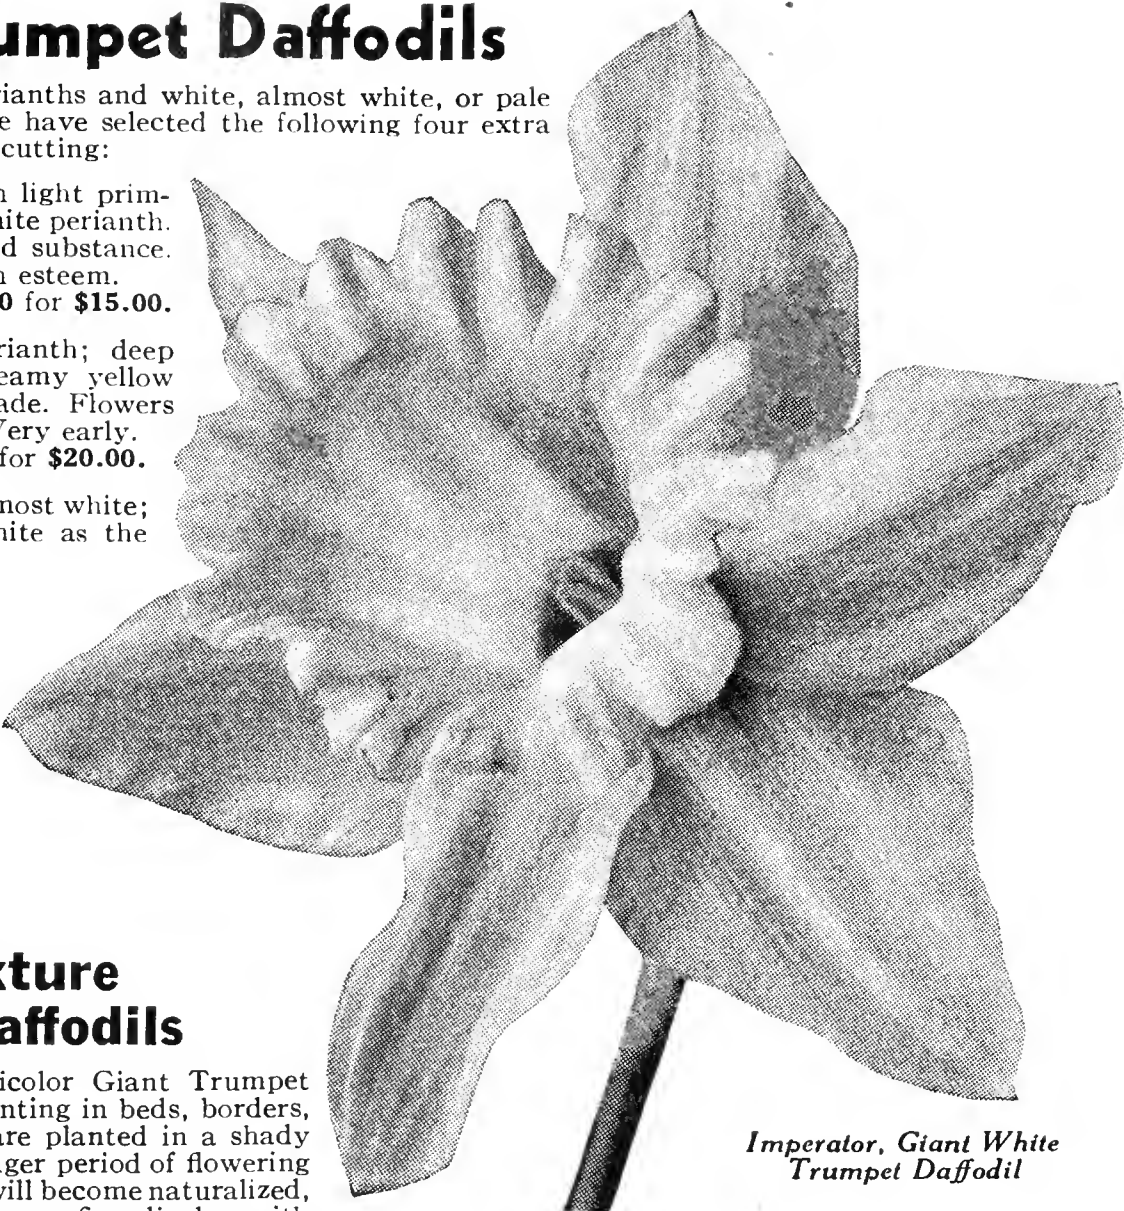 umpet Daffodils
ianths and white, almost white, or pale
e have selected the following four extra
cutting:
light prim-
ite perianth.
d substance.
esteem.
0 for $15.00.
rianth; deep
eamy yellow
ade. Flowers
Very early.
for $20.00.
most white;
ite as the
xture
affodils
icolor Giant Trumpet
nting in beds, borders,
are planted in a shady
ger period of flowering
will become naturalized,
Imperator, Giant White
Trumpet Daffodil